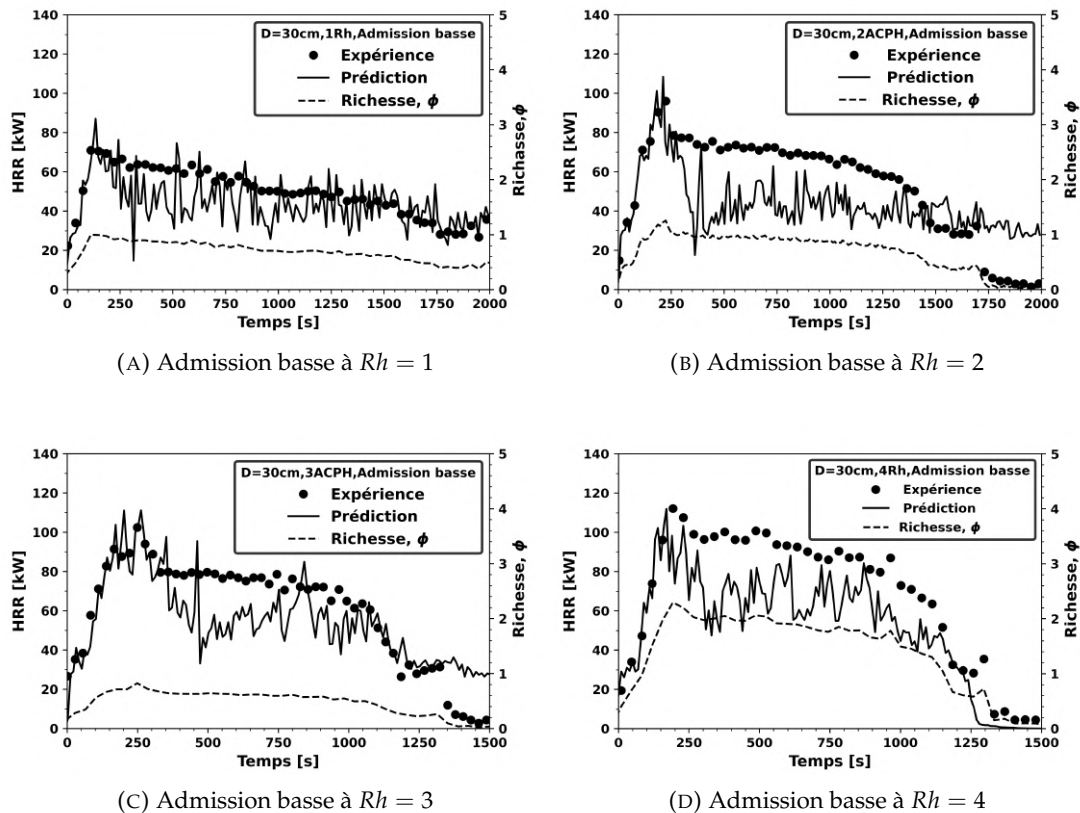 D=30cm,1Rh,Admission basse
Expérience
Prédiction
Richesse, ϕ
HRR [kW]
0
20
40
60
80
100
120
140
Richasse, ϕ
0
1
2
3
4
5
0 250 500 750 1000 1250 1500 1750 2000
Temps [s]
(A) Admission basse à Rh = 1
D=30cm,2ACPH,Admission basse
Expérience
Prédiction
Richesse, ϕ
HRR [kW]
0
20
40
60
80
100
120
140
Richesse, ϕ
0
1
2
3
4
5
0 250 500 750 1000 1250 1500 1750 2000
Temps [s]
(B) Admission basse à Rh = 2
D=30cm,3ACPH,Admission basse
Expérience
Prédiction
Richesse, ϕ
HRR [kW]
0
20
40
60
80
100
120
140
Richesse, ϕ
0
1
2
3
4
5
0 250 500 750 1000 1250 1500
Temps [s]
(C) Admission basse à Rh = 3
D=30cm,4Rh,Admission basse
Expérience
Prédiction
Richesse, ϕ
HRR [kW]
0
20
40
60
80
100
120
140
Richesse, ϕ
0
1
2
3
4
5
0 250 500 750 1000 1250 1500
Temps [s]
(D) Admission basse à Rh = 4